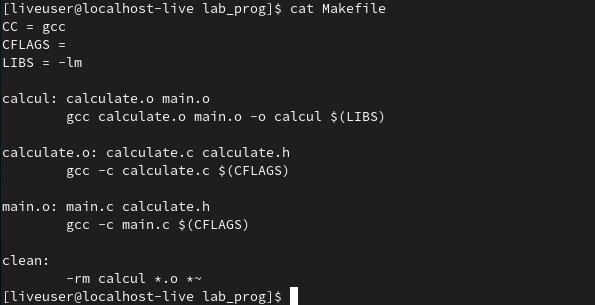 [liveuser@localhost-live lab_prog]$ cat Makefile
CC = gcc
CFLAGS =
LIBS = -lm

calcul: calculate.o main.o
        gcc calculate.o main.o -o calcul $(LIBS)

calculate.o: calculate.c calculate.h
        gcc -c calculate.c $(CFLAGS)

main.o: main.c calculate.h
        gcc -c main.c $(CFLAGS)

clean:
        -rm calcul *.o *~
[liveuser@localhost-live lab_prog]$